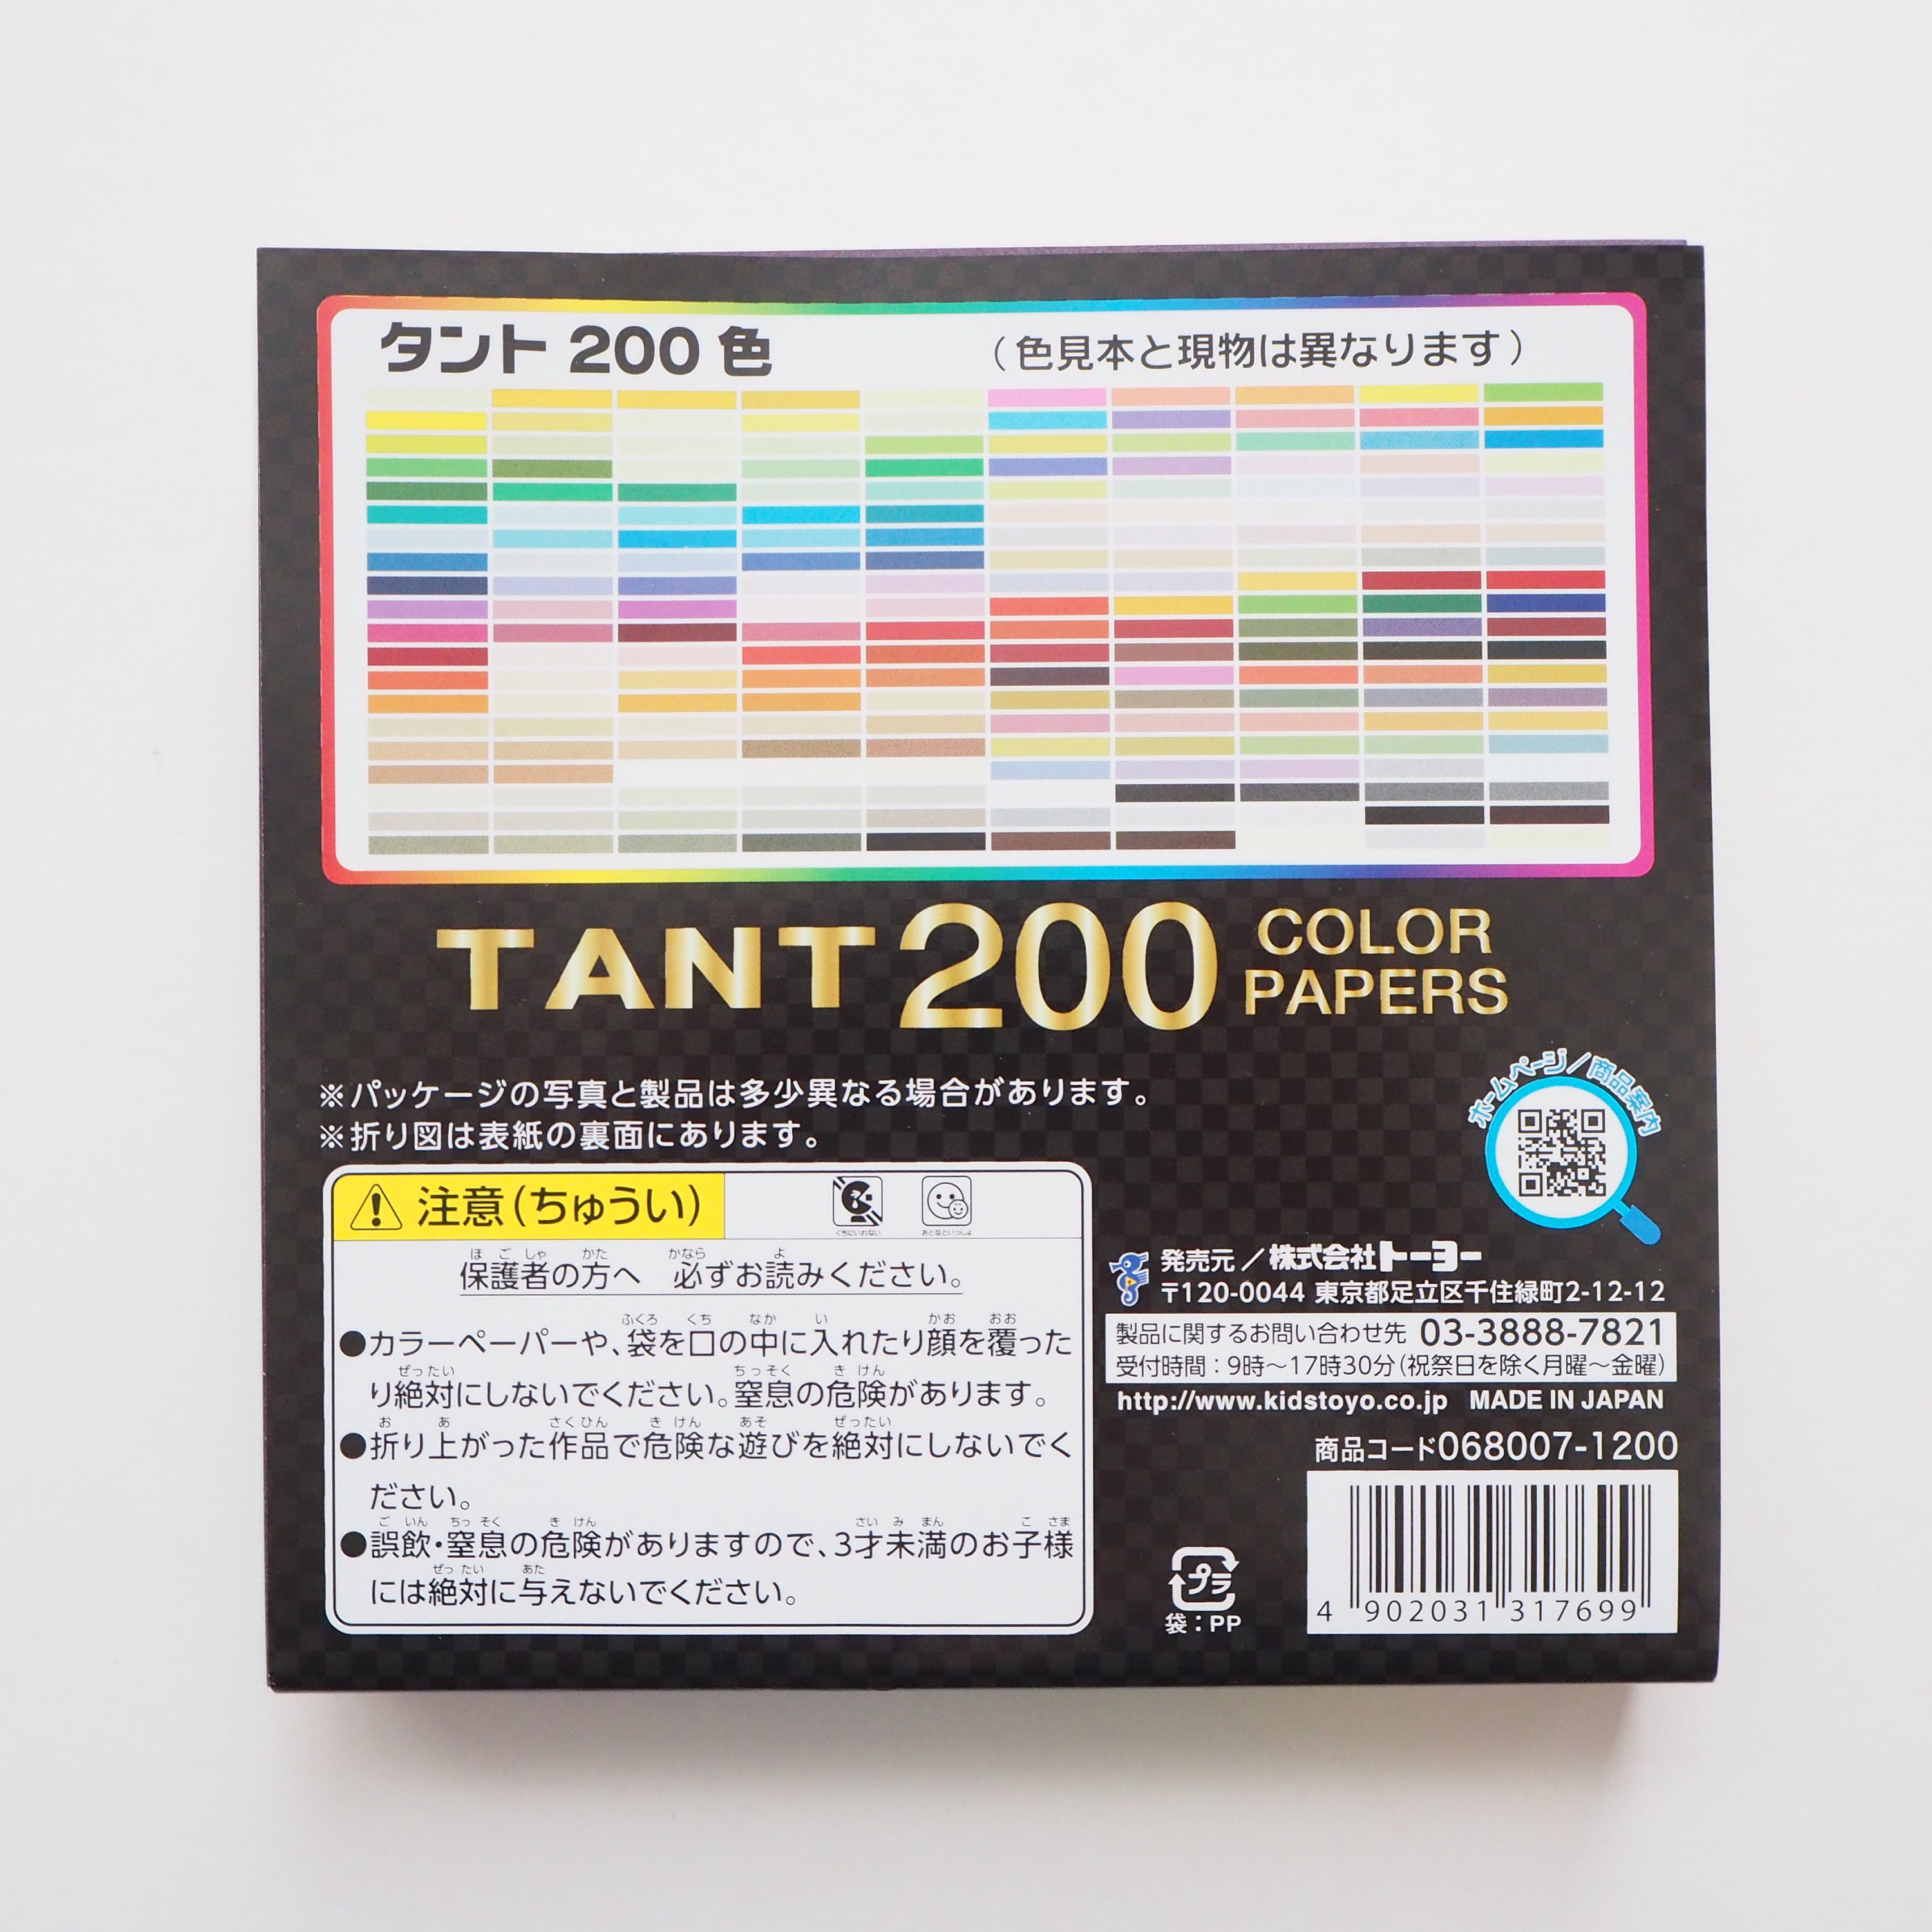 タント 200 色
（色見本と現物は異なります）
TANT 200 COLOR PAPERS
※パッケージの写真と製品は多少異なる場合があります。
※折り図は表紙の裏面にあります。
ホームページ／商品案内
注意（ちゅうい）
くちにいれない
おとなといっしょ
保護者の方へ　必ずお読みください。
●カラーペーパーや、袋を口の中に入れたり顔を覆った
り絶対にしないでください。窒息の危険があります。
●折り上がった作品で危険な遊びを絶対にしないでく
ださい。
●誤飲・窒息の危険がありますので、3才未満のお子様
には絶対に与えないでください。
発売元／株式会社トーヨー
〒120-0044 東京都足立区千住緑町2-12-12
製品に関するお問い合わせ先 03-3888-7821
受付時間：9時〜17時30分（祝祭日を除く月曜〜金曜）
http://www.kidstoyo.co.jp MADE IN JAPAN
商品コード068007-1200
プラ
袋：PP
4 902031 317699